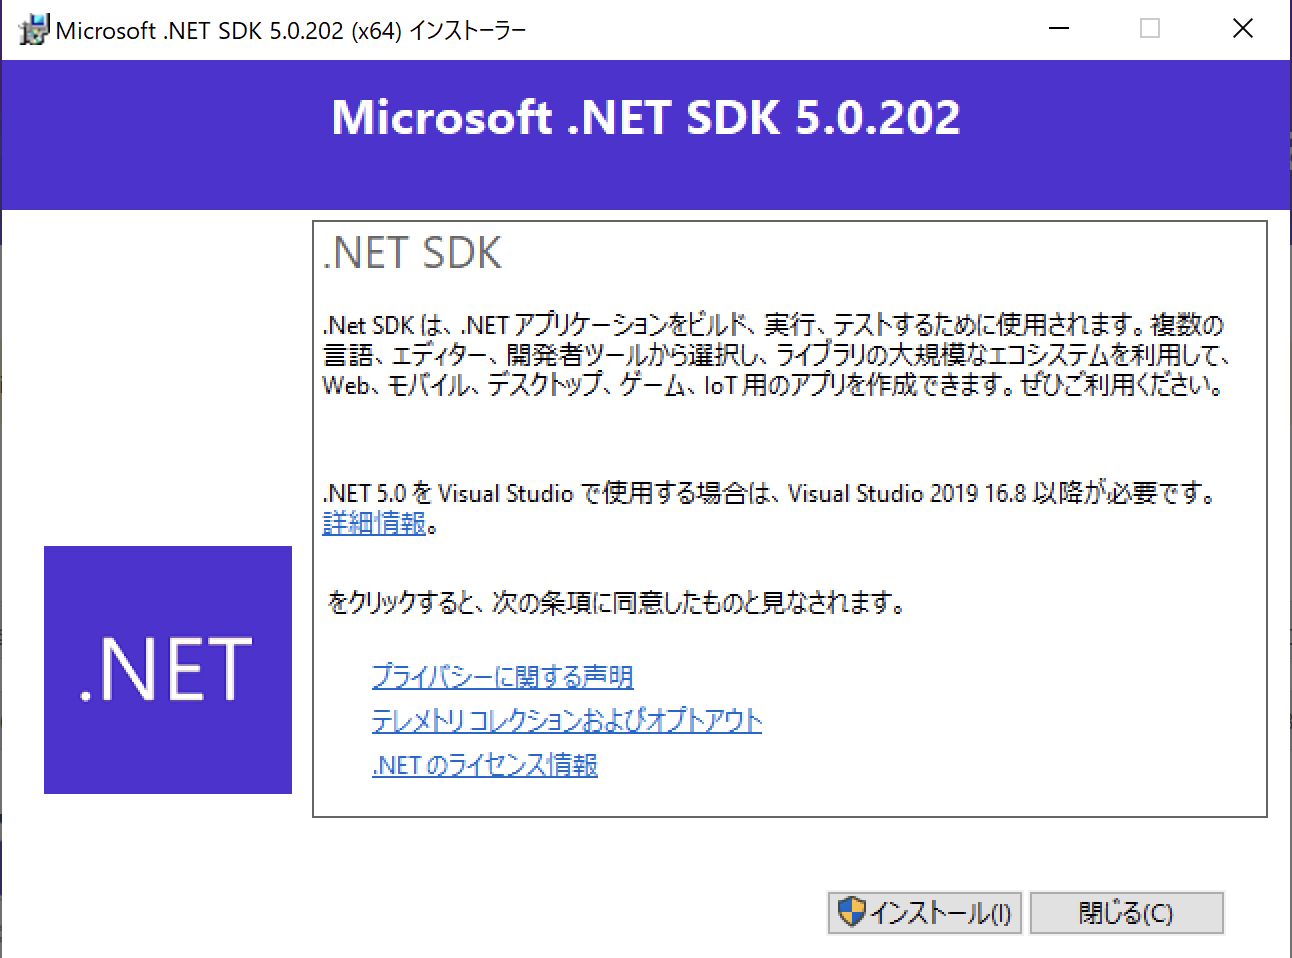 Microsoft .NET SDK 5.0.202 (x64) インストーラー
Microsoft .NET SDK 5.0.202
.NET SDK
.Net SDK は、.NET アプリケーションをビルド、実行、テストするために使用されます。複数の
言語、エディター、開発者ツールから選択し、ライブラリの大規模なエコシステムを利用して、
Web、モバイル、デスクトップ、ゲーム、IoT 用のアプリを作成できます。ぜひご利用ください。
.NET 5.0 を Visual Studio で使用する場合は、Visual Studio 2019 16.8 以降が必要です。
詳細情報。
をクリックすると、次の条項に同意したものと見なされます。
プライバシーに関する声明
テレメトリ コレクションおよびオプトアウト
.NET のライセンス情報
.NET
インストール(I)
閉じる(C)